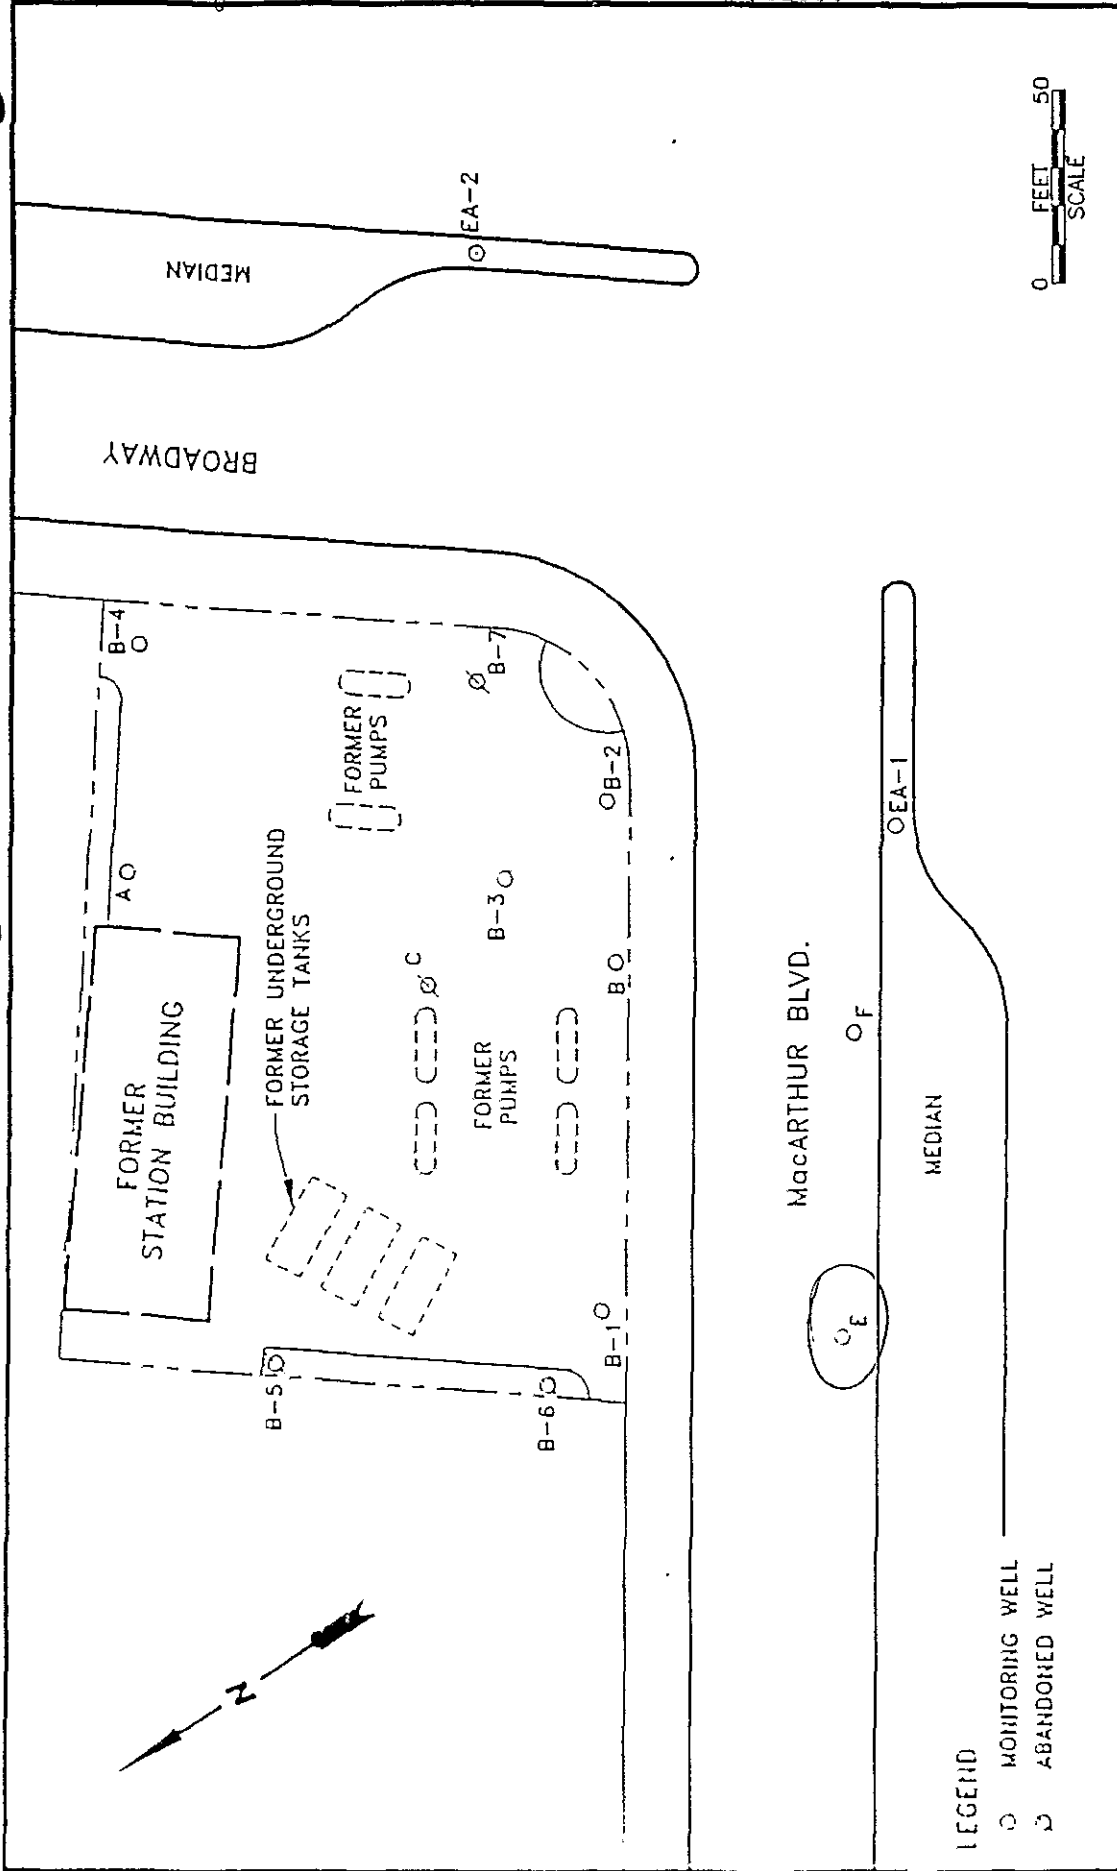 FORMER
STATION BUILDING
A
B-4
FORMER UNDERGROUND
STORAGE TANKS
FORMER
PUMPS
BROADWAY
MEDIAN
EA-2
B-5
B-6
B-1
FORMER
PUMPS
C
B-3
B
B-2
B-7
N
MacARTHUR BLVD.
E
F
EA-1
MEDIAN
LEGEND
MONITORING WELL
ABANDONED WELL
0 FEET 50
SCALE